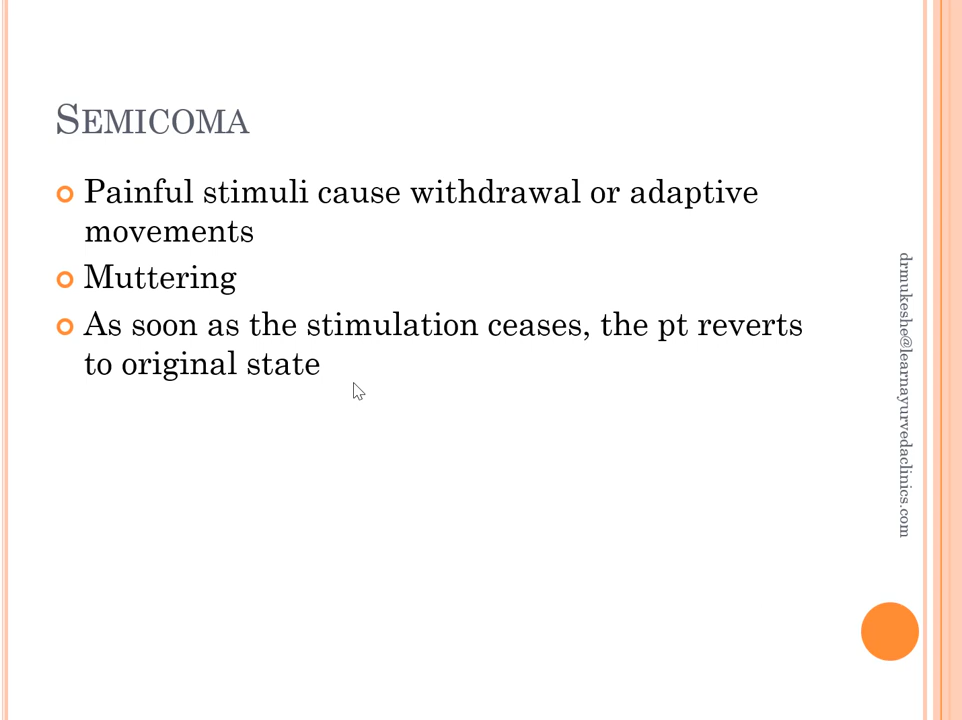 SEMICOMA
Painful stimuli cause withdrawal or adaptive
movements
Muttering
As soon as the stimulation ceases, the pt reverts
to original state
drmukeshe@learnayurvedaclinics.com